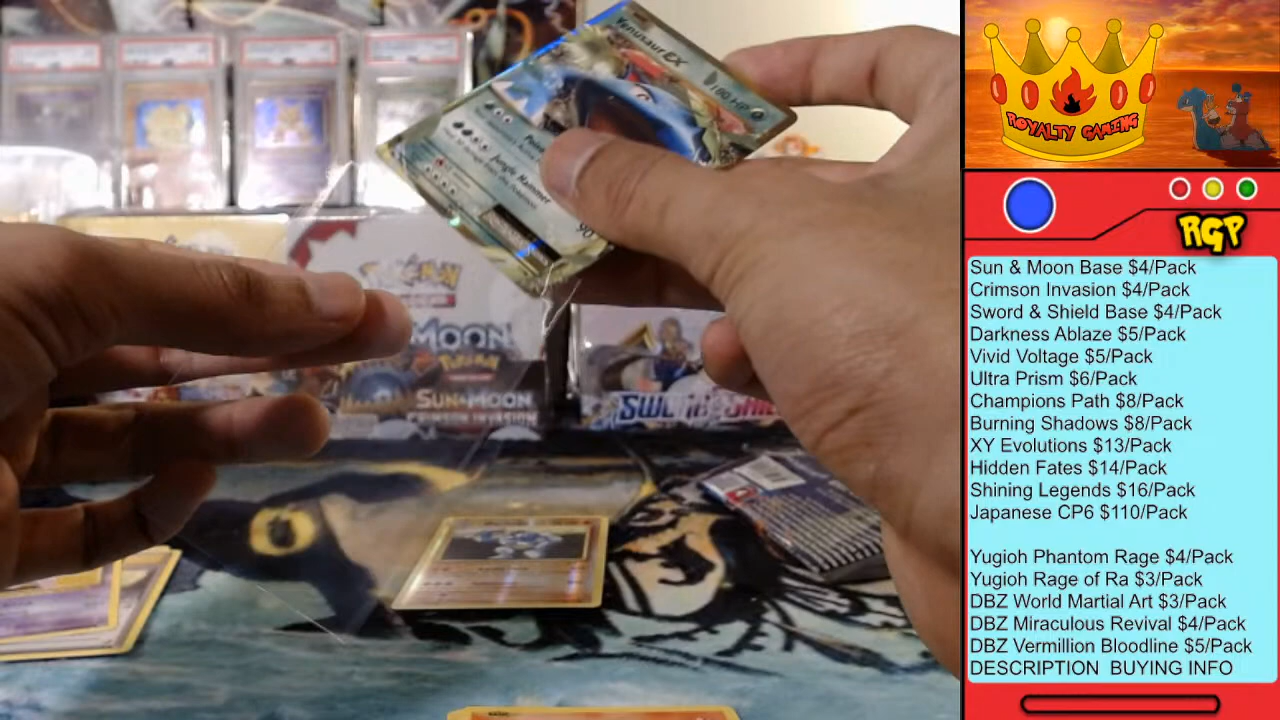 Venusaur EX
180 HP
Jungle Hammer
90
POKÉMON
MOON
POKÉMON
SUN & MOON
CRIMSON INVASION
ROYALTY GAMING
RGP
Sun & Moon Base $4/Pack
Crimson Invasion $4/Pack
Sword & Shield Base $4/Pack
Darkness Ablaze $5/Pack
Vivid Voltage $5/Pack
Ultra Prism $6/Pack
Champions Path $8/Pack
Burning Shadows $8/Pack
XY Evolutions $13/Pack
Hidden Fates $14/Pack
Shining Legends $16/Pack
Japanese CP6 $110/Pack
Yugioh Phantom Rage $4/Pack
Yugioh Rage of Ra $3/Pack
DBZ World Martial Art $3/Pack
DBZ Miraculous Revival $4/Pack
DBZ Vermillion Bloodline $5/Pack
DESCRIPTION BUYING INFO